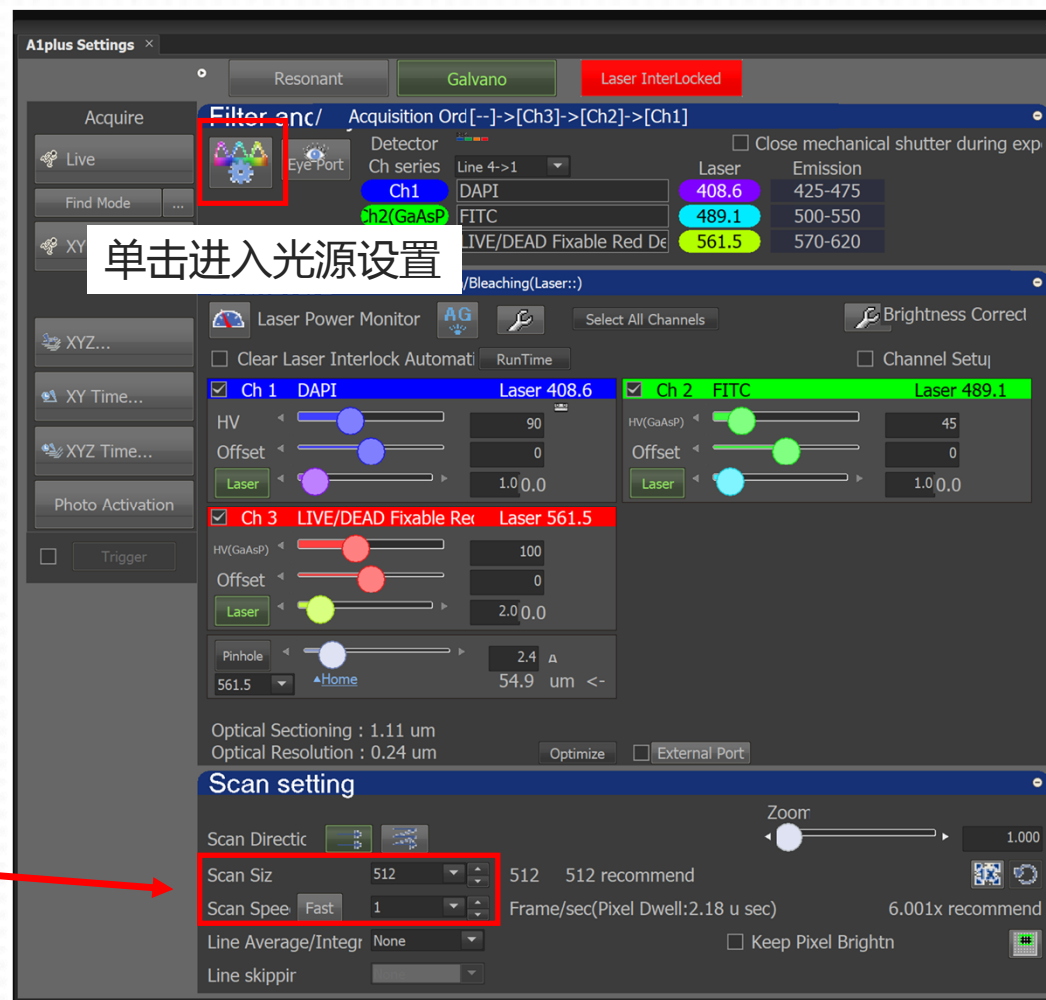 A1plus Settings ×
Resonant Galvano Laser InterLocked
Acquire
Live
Find Mode ...
XY
XYZ...
XY Time...
XYZ Time...
Photo Activation
Trigger
Filter and/ Acquisition Ord[--]->[Ch3]->[Ch2]->[Ch1]
Eye Port
Detector
Close mechanical shutter during exp
Ch series Line 4->1 Laser Emission
Ch1 DAPI 408.6 425-475
Ch2(GaAsP) FITC 489.1 500-550
LIVE/DEAD Fixable Red De 561.5 570-620
单击进入光源设置
/Bleaching(Laser::)
Laser Power Monitor AG Select All Channels Brightness Correct
Clear Laser Interlock Automati RunTime Channel Setu
Ch 1 DAPI Laser 408.6
HV 90
Offset 0
Laser 1.0 0.0
Ch 2 FITC Laser 489.1
HV(GaAsP) 45
Offset 0
Laser 1.0 0.0
Ch 3 LIVE/DEAD Fixable Rec Laser 561.5
HV(GaAsP) 100
Offset 0
Laser 2.0 0.0
Pinhole 2.4
561.5 Home 54.9 um <-
Optical Sectioning : 1.11 um
Optical Resolution : 0.24 um Optimize External Port
Scan setting
Zoom
Scan Directic 1.000
Scan Siz 512 512 512 recommend 1x
Scan Spee Fast 1 Frame/sec(Pixel Dwell:2.18 u sec) 6.001x recommend
Line Average/Integr None Keep Pixel Brightn
Line skippir